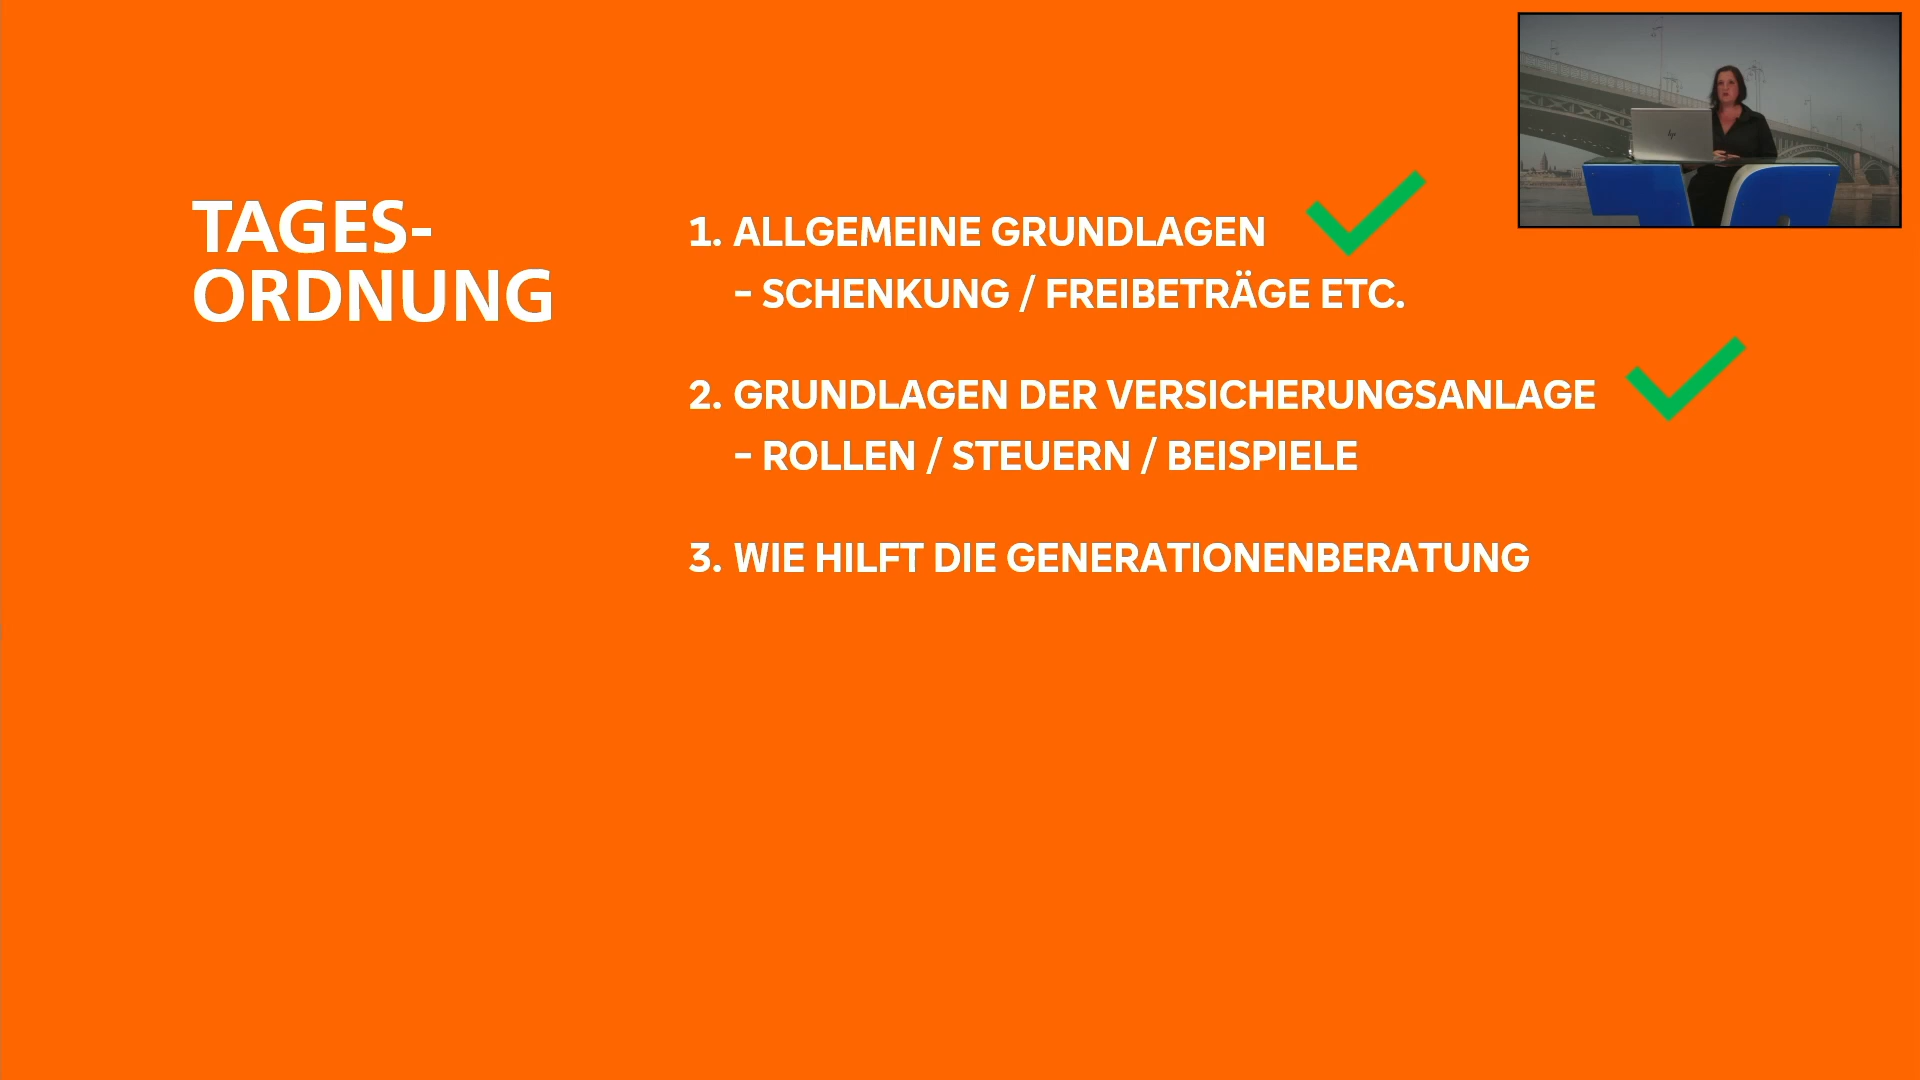 TAGES-
ORDNUNG
1. ALLGEMEINE GRUNDLAGEN
- SCHENKUNG / FREIBETRÄGE ETC.
2. GRUNDLAGEN DER VERSICHERUNGSANLAGE
- ROLLEN / STEUERN / BEISPIELE
3. WIE HILFT DIE GENERATIONENBERATUNG
hp